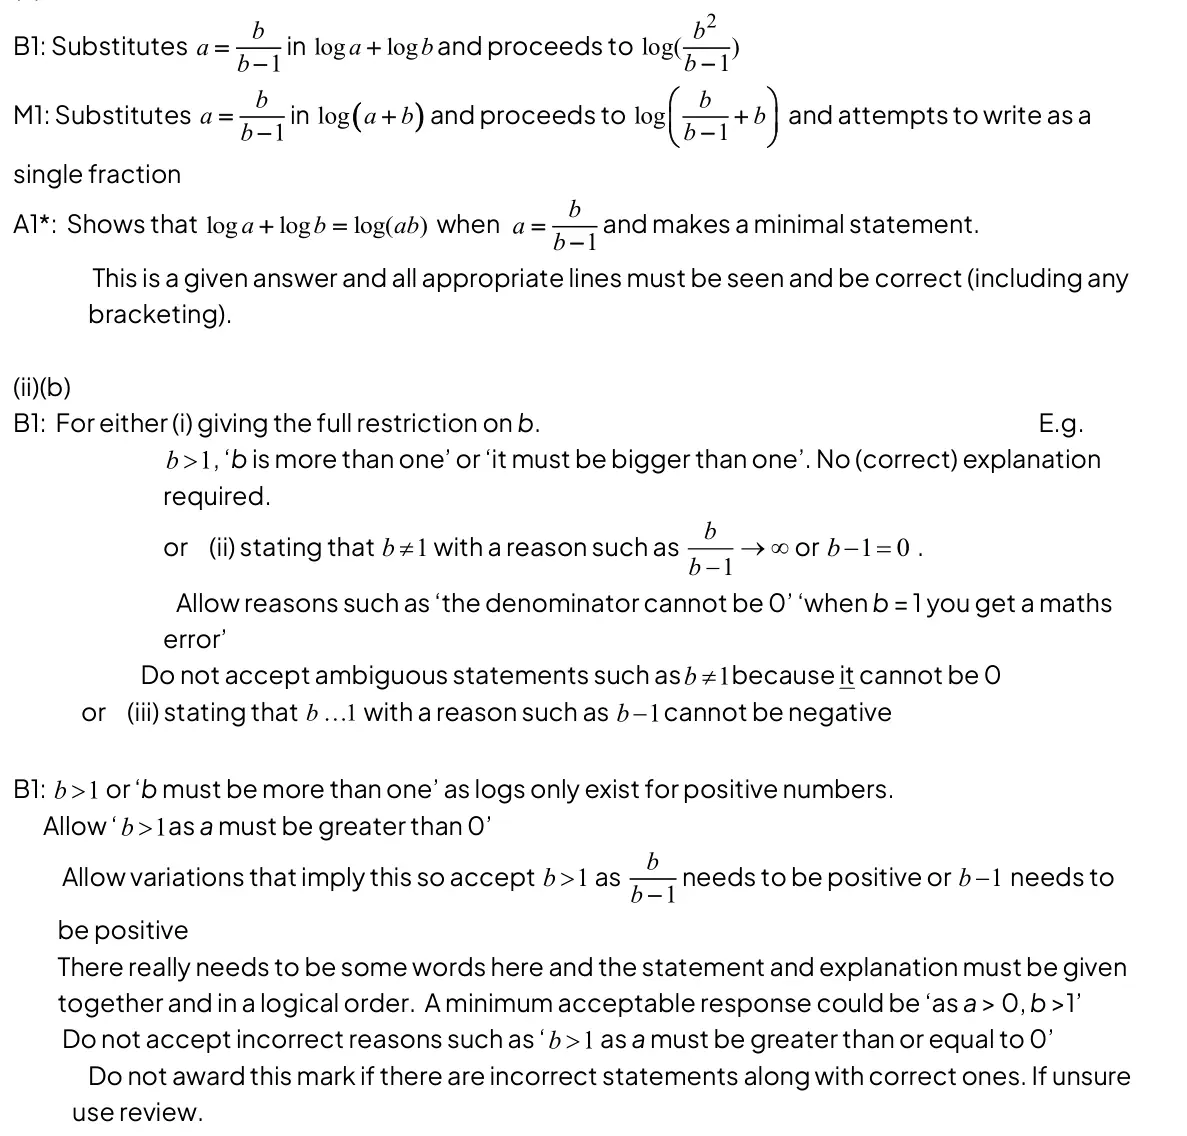 B1: Substitutes a = b/(b−1) in log a + log b and proceeds to log(b²/(b−1))
M1: Substitutes a = b/(b−1) in log(a + b) and proceeds to log(b/(b−1) + b) and attempts to write as a
single fraction
A1*: Shows that log a + log b = log(ab) when a = b/(b−1) and makes a minimal statement.
This is a given answer and all appropriate lines must be seen and be correct (including any
bracketing).
(ii)(b)
B1: For either (i) giving the full restriction on b. E.g.
b > 1, ‘b is more than one’ or ‘it must be bigger than one’. No (correct) explanation
required.
or (ii) stating that b ≠ 1 with a reason such as b/(b−1) → ∞ or b − 1 = 0 .
Allow reasons such as ‘the denominator cannot be 0’ ‘when b = 1 you get a maths
error’
Do not accept ambiguous statements such as b ≠ 1 because it cannot be 0
or (iii) stating that b …1 with a reason such as b − 1 cannot be negative
B1: b > 1 or ‘b must be more than one’ as logs only exist for positive numbers.
Allow ‘ b > 1 as a must be greater than 0’
Allow variations that imply this so accept b > 1 as b/(b−1) needs to be positive or b − 1 needs to
be positive
There really needs to be some words here and the statement and explanation must be given
together and in a logical order. A minimum acceptable response could be ‘as a > 0, b >1’
Do not accept incorrect reasons such as ‘ b > 1 as a must be greater than or equal to 0’
Do not award this mark if there are incorrect statements along with correct ones. If unsure
use review.